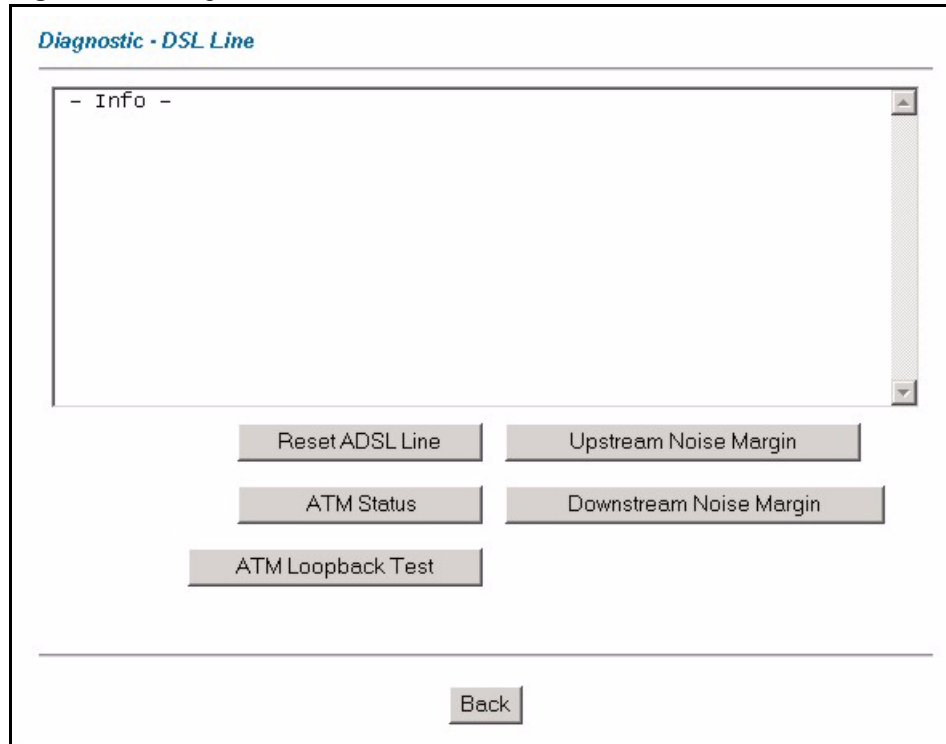 Diagnostic - DSL Line
- Info -
Reset ADSL Line
Upstream Noise Margin
ATM Status
Downstream Noise Margin
ATM Loopback Test
Back